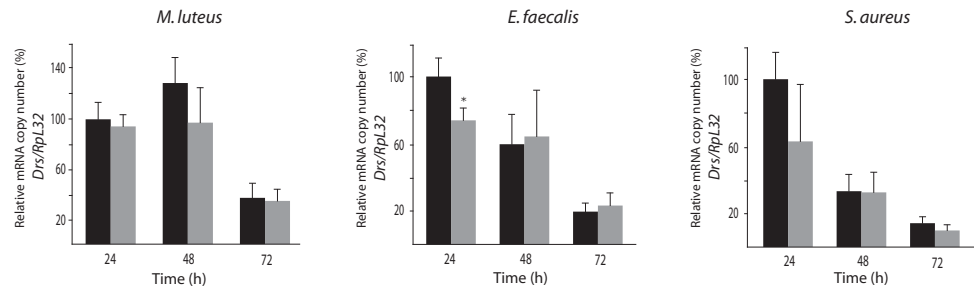 M. luteus
Relative mRNA copy number (%)
Drs/RpL32
140
100
60
20
24
48
72
Time (h)
E. faecalis
Relative mRNA copy number (%)
Drs/RpL32
100
60
20
*
24
48
72
Time (h)
S. aureus
Relative mRNA copy number (%)
Drs/RpL32
100
60
20
24
48
72
Time (h)